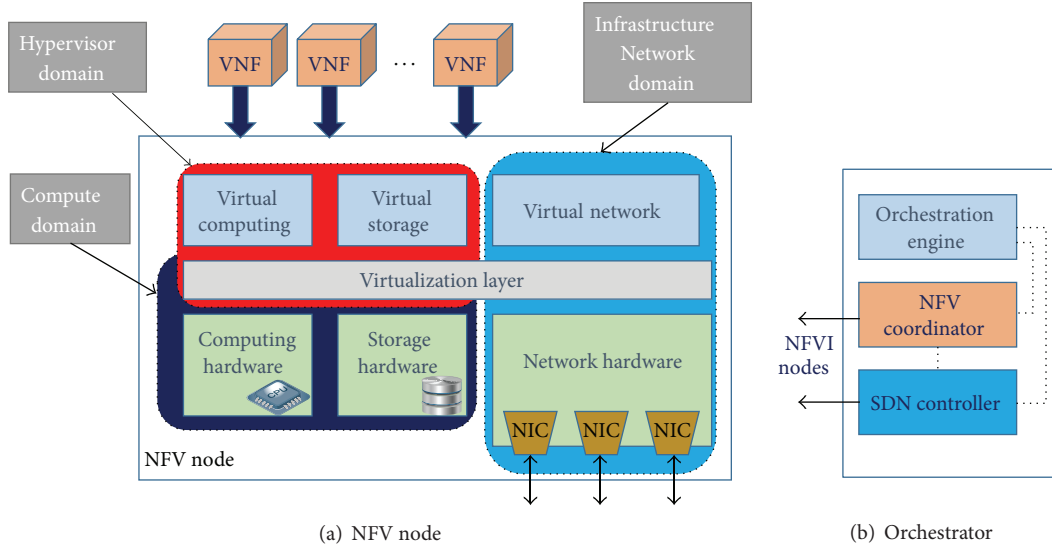 Hypervisor
domain
VNF
VNF
...
VNF
Infrastructure
Network
domain
Compute
domain
Virtual
computing
Virtual
storage
Virtual network
Virtualization layer
Computing
hardware
CPU
Storage
hardware
Network hardware
NIC
NIC
NIC
NFV node
(a) NFV node
Orchestration
engine
NFV
coordinator
NFVI
nodes
SDN controller
(b) Orchestrator